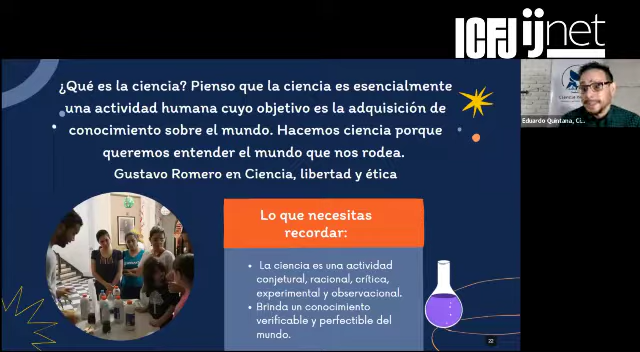 ICFJ ijnet
¿Qué es la ciencia? Pienso que la ciencia es esencialmente
una actividad humana cuyo objetivo es la adquisición de
conocimiento sobre el mundo. Hacemos ciencia porque
queremos entender el mundo que nos rodea.
Gustavo Romero en Ciencia, libertad y ética
Eduardo Quintana, Ci...
Lo que necesitas
recordar:
• La ciencia es una actividad
conjetural, racional, crítica,
experimental y observacional.
• Brinda un conocimiento
verificable y perfectible del
mundo.
22